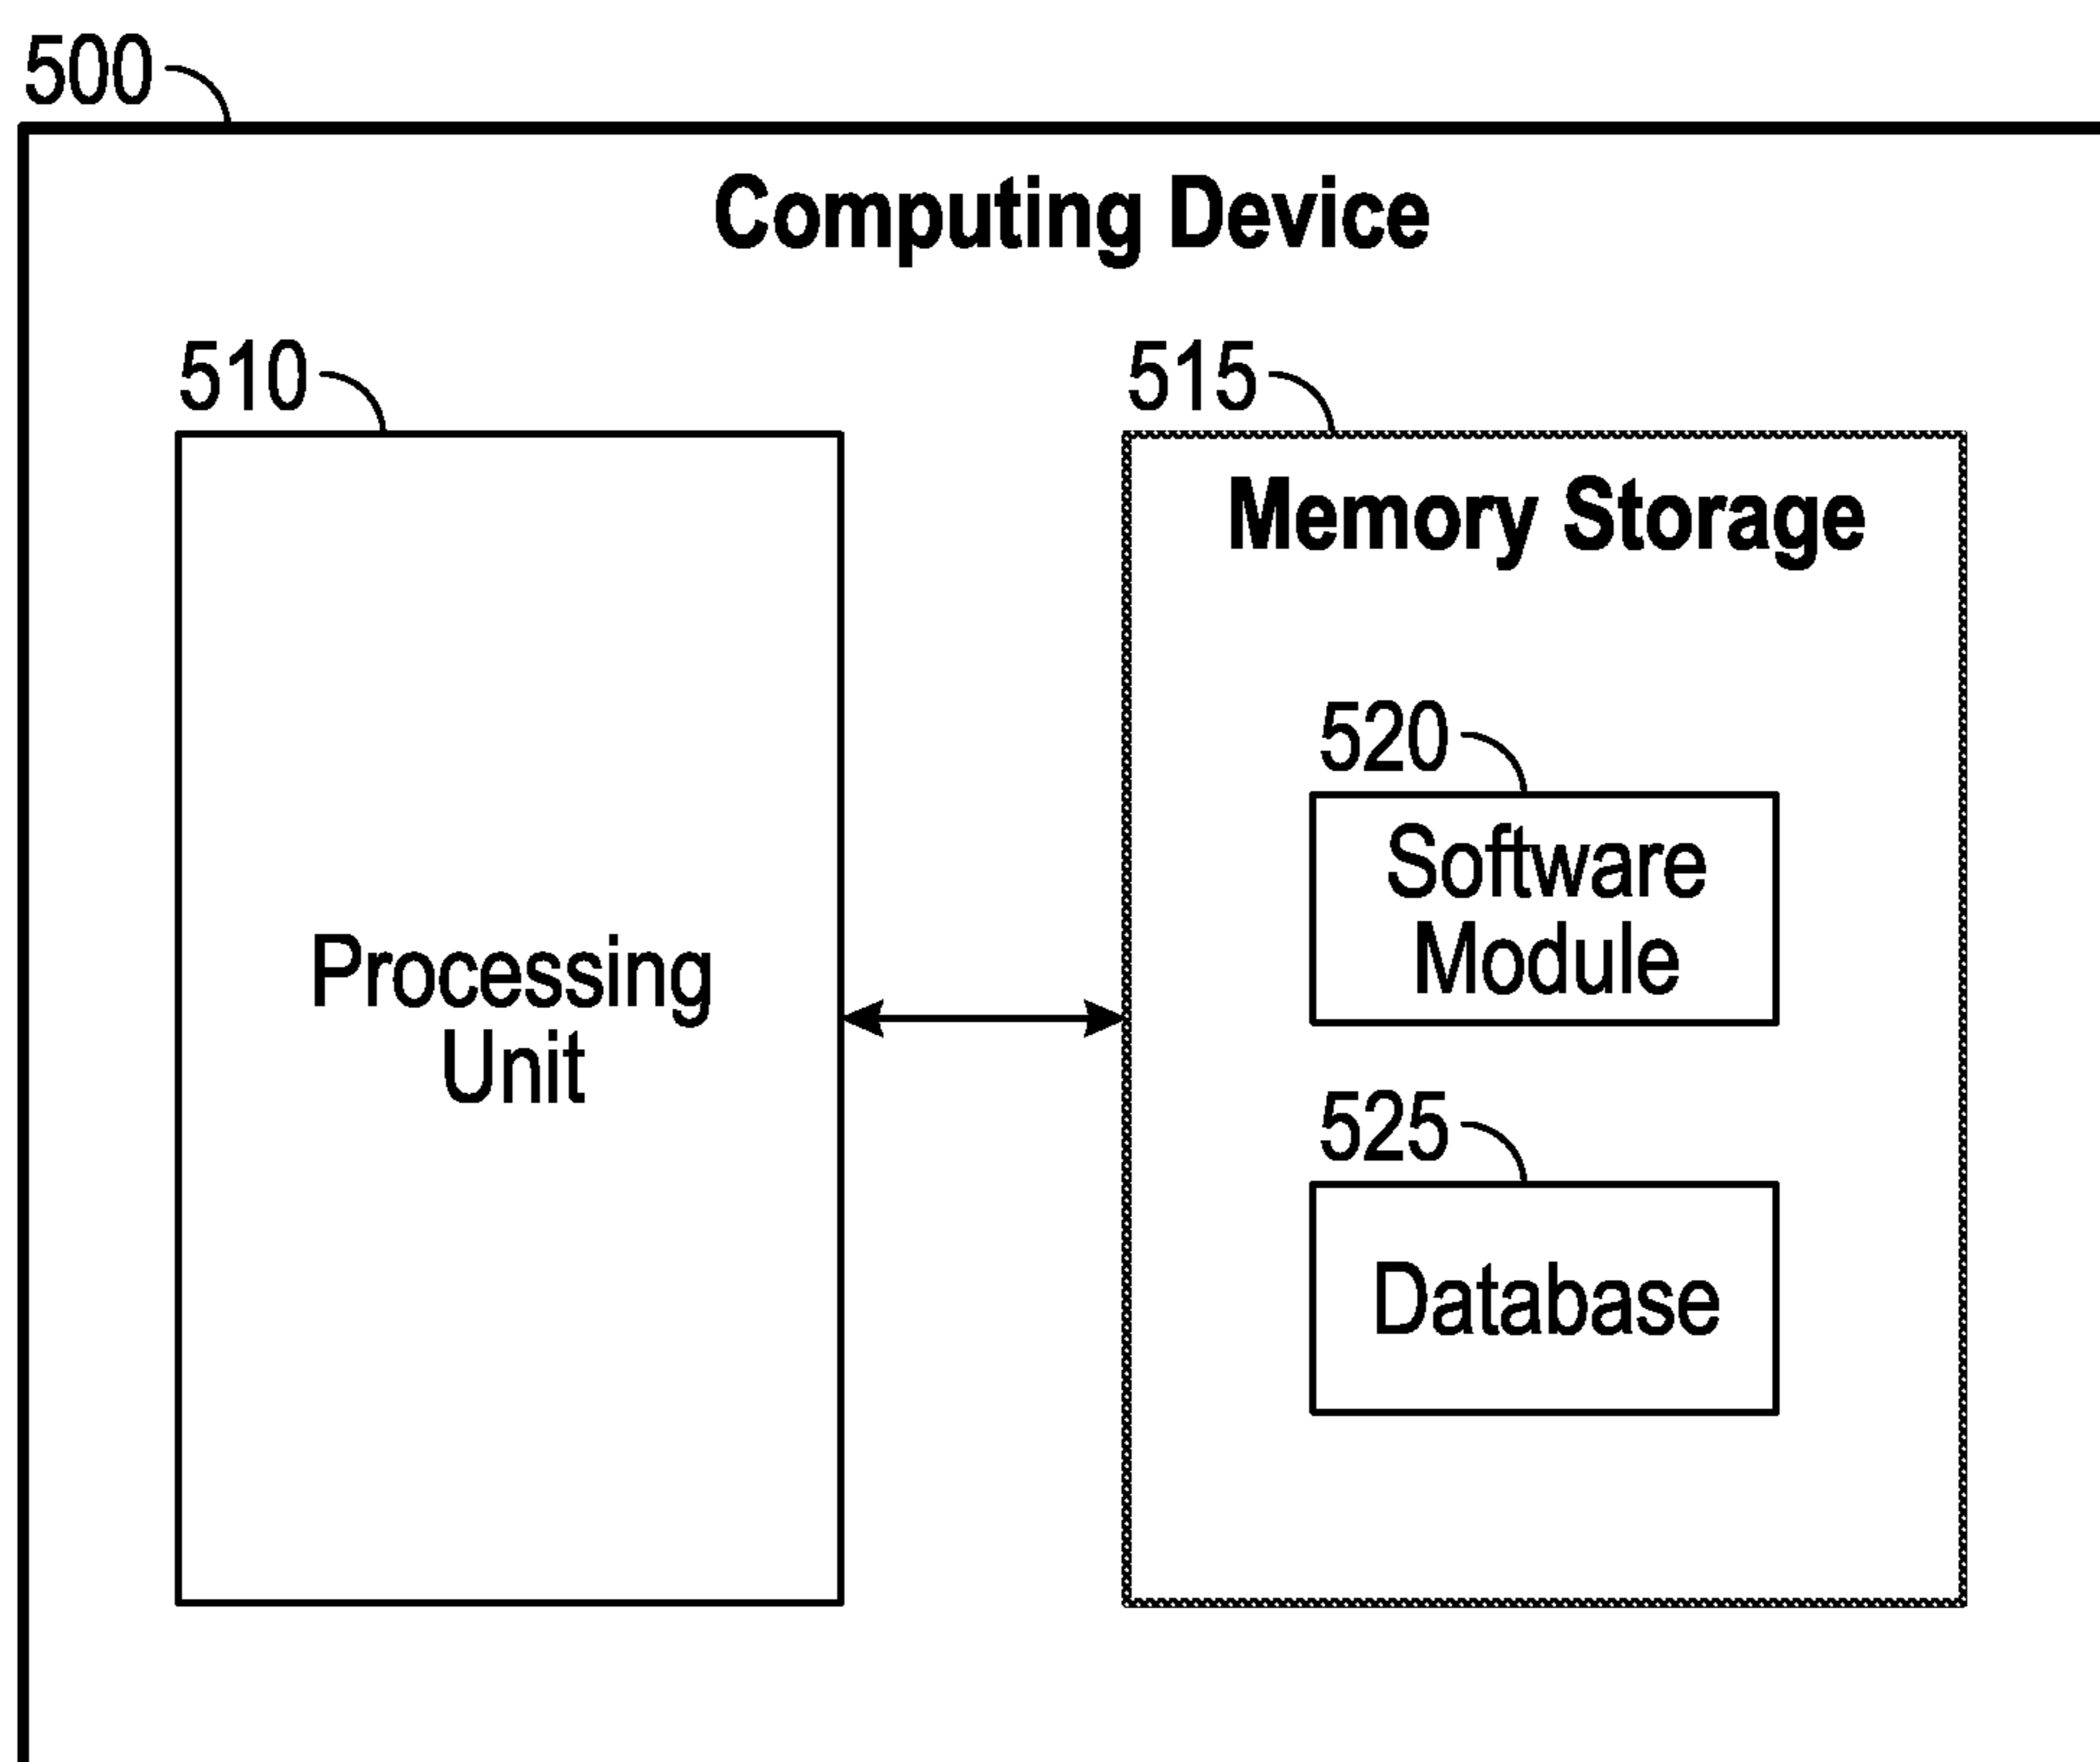 500
Computing Device
510
515
Memory Storage
520
Software
Module
Processing
Unit
525
Database